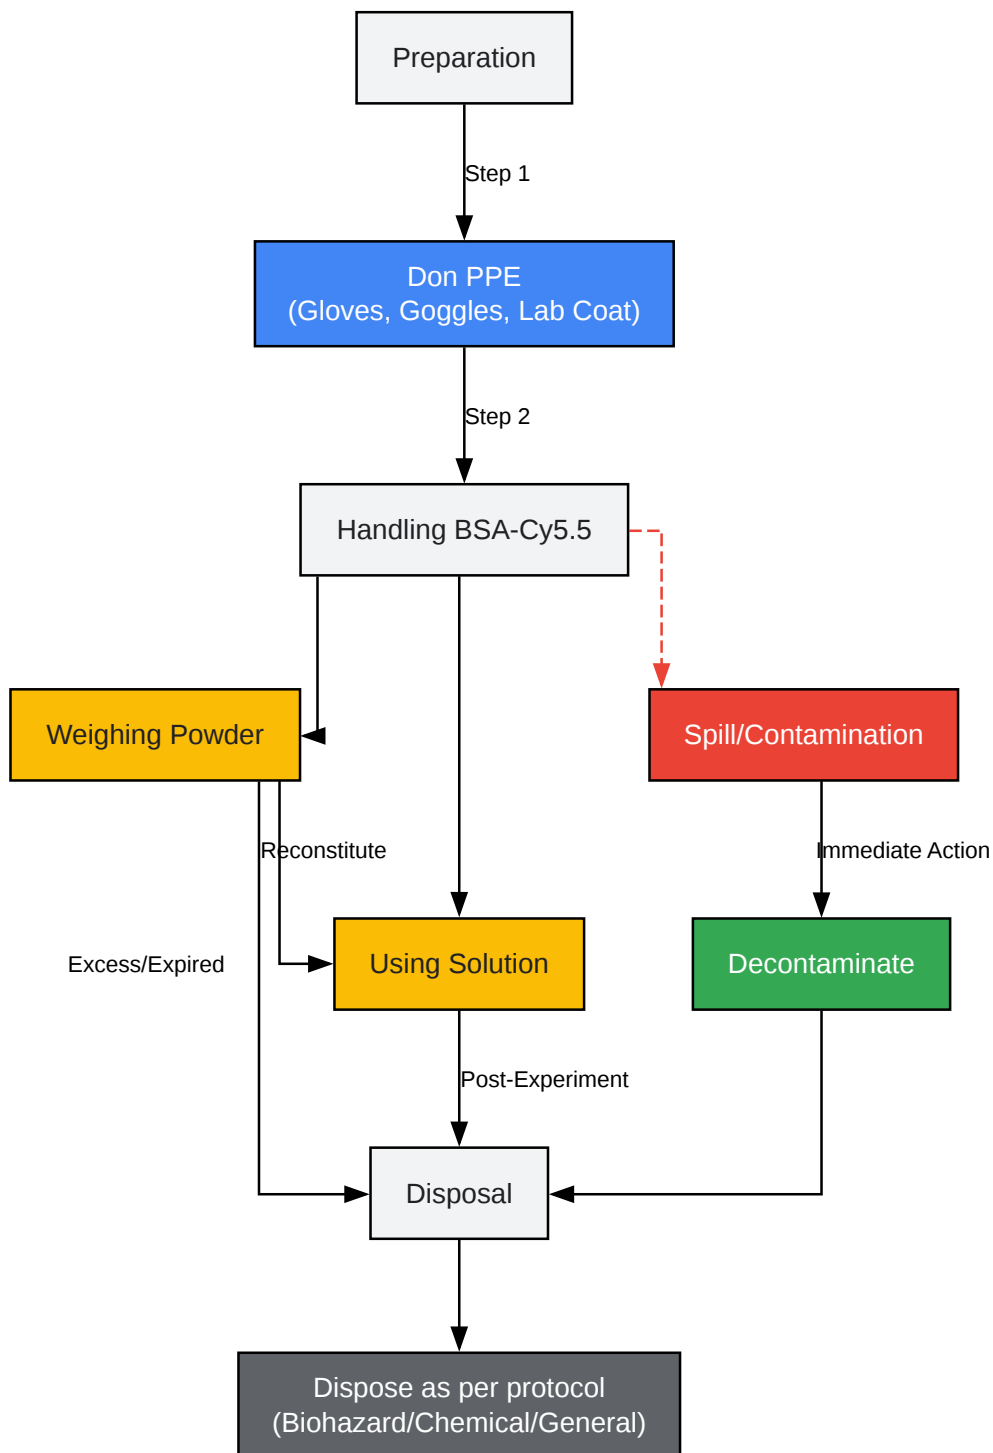 Preparation
Step 1
Don PPE
(Gloves, Goggles, Lab Coat)
Step 2
Handling BSA-Cy5.5
Weighing Powder
Spill/Contamination
Reconstitute
Immediate Action
Excess/Expired
Using Solution
Decontaminate
Post-Experiment
Disposal
Dispose as per protocol
(Biohazard/Chemical/General)